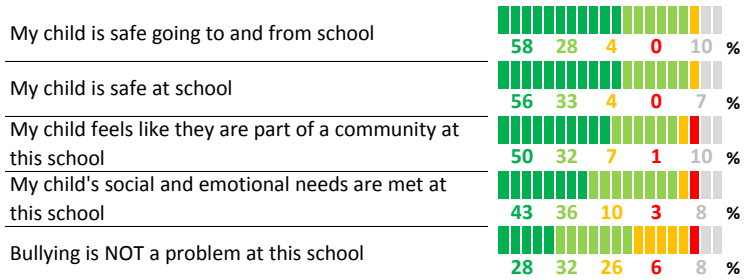 My child is safe going to and from school
58 28 4 0 10 %
My child is safe at school
56 33 4 0 7 %
My child feels like they are part of a community at
this school
50 32 7 1 10 %
My child's social and emotional needs are met at
this school
43 36 10 3 8 %
Bullying is NOT a problem at this school
28 32 26 6 8 %